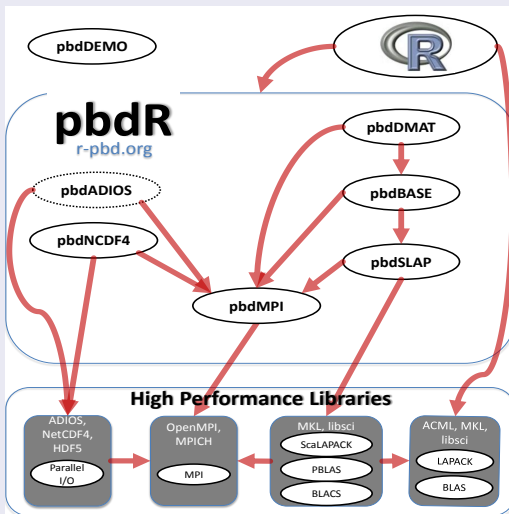 pbdDEMO
R
pbdR
r-pbd.org
pbdDMAT
pbdADIOS
pbdBASE
pbdNCDF4
pbdSLAP
pbdMPI
High Performance Libraries
ADIOS,
NetCDF4,
HDF5
Parallel
I/O
OpenMPI,
MPICH
MPI
MKL, libsci
ScaLAPACK
PBLAS
BLACS
ACML, MKL,
libsci
LAPACK
BLAS